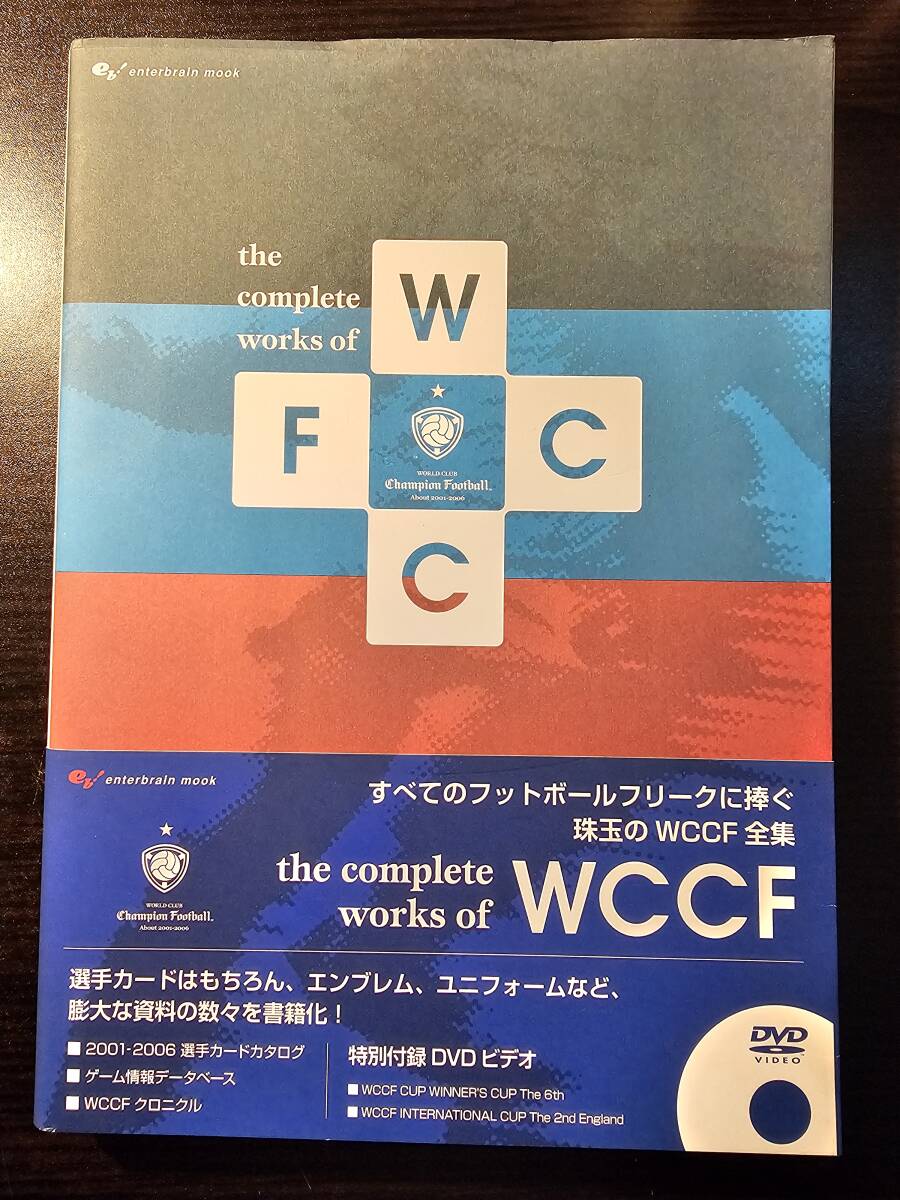 eb! enterbrain mook
the
complete
works of
W
F
C
C
WORLD CLUB
Champion Football
About 2001-2006
eb! enterbrain mook
すべてのフットボールフリークに捧ぐ
珠玉の WCCF 全集
WORLD CLUB
Champion Football
About 2001-2006
the complete
works of
WCCF
選手カードはもちろん、エンブレム、ユニフォームなど、
膨大な資料の数々を書籍化！
■ 2001-2006 選手カードカタログ
■ ゲーム情報データベース
■ WCCF クロニクル
特別付録 DVD ビデオ
■ WCCF CUP WINNER'S CUP The 6th
■ WCCF INTERNATIONAL CUP The 2nd England
DVD
VIDEO